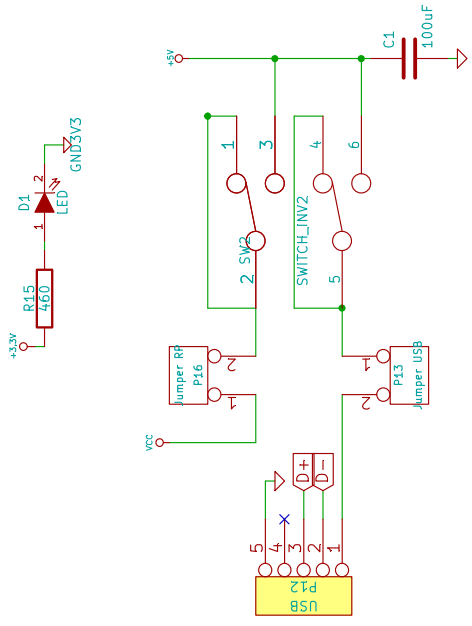 +5V
C1
100uF
1
3
4
6
SW2
SWITCH_INV2
2
5
D1
LED
2
1
GND3V3
R15
460
+3.3V
Jumper RP
P16
2
1
P13
Jumper USB
1
2
VCC
D+
D-
5
4
3
2
1
P12
USB